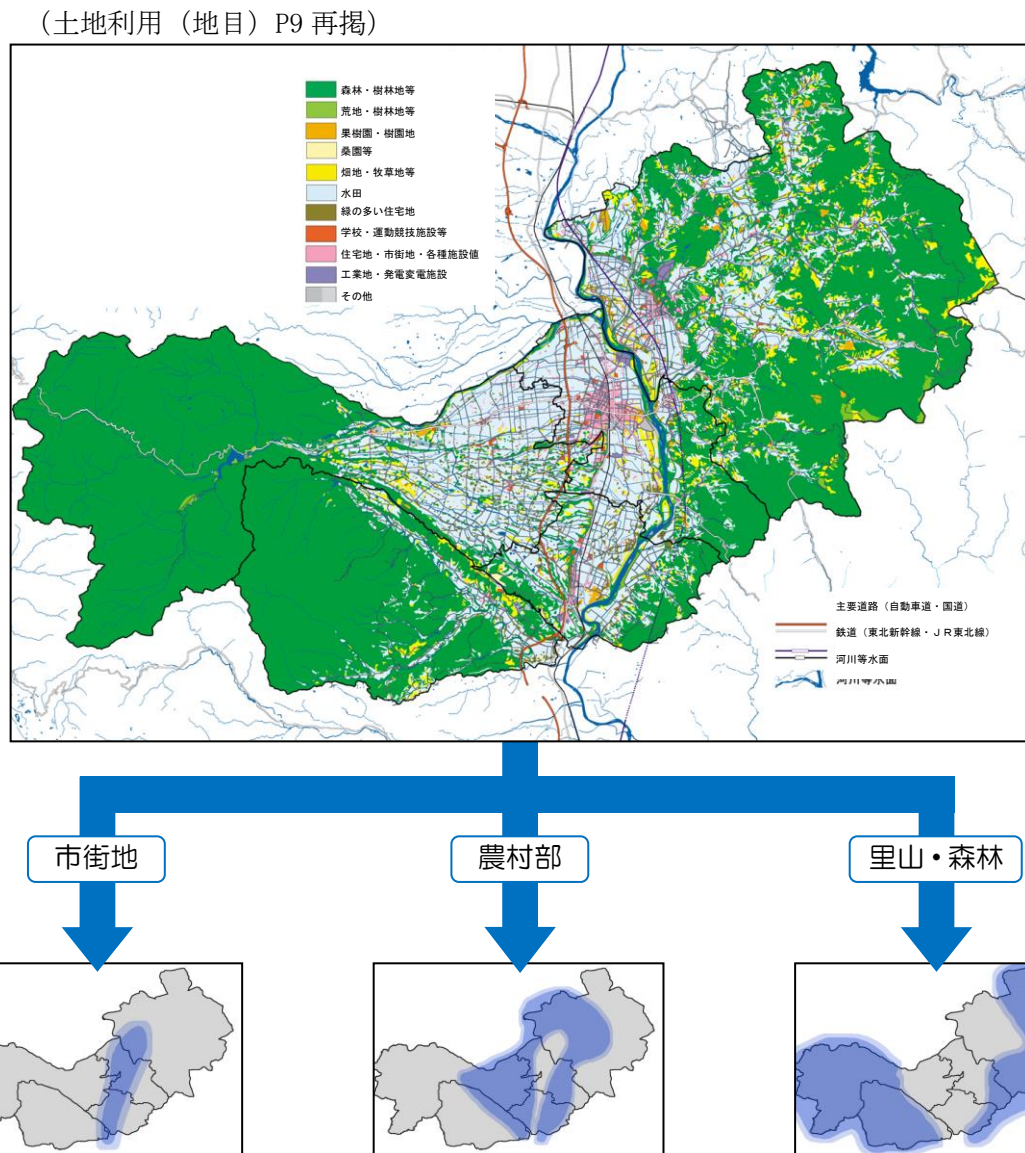 （土地利用（地目）P9 再掲）
森林・樹林地等
荒地・樹林地等
果樹園・樹園地
桑園等
畑地・牧草地等
水田
緑の多い住宅地
学校・運動競技施設等
住宅地・市街地・各種施設値
工業地・発電変電施設
その他
主要道路（自動車道・国道）
鉄道（東北新幹線・ＪＲ東北線）
河川等水面
河川等水面
市街地
農村部
里山・森林